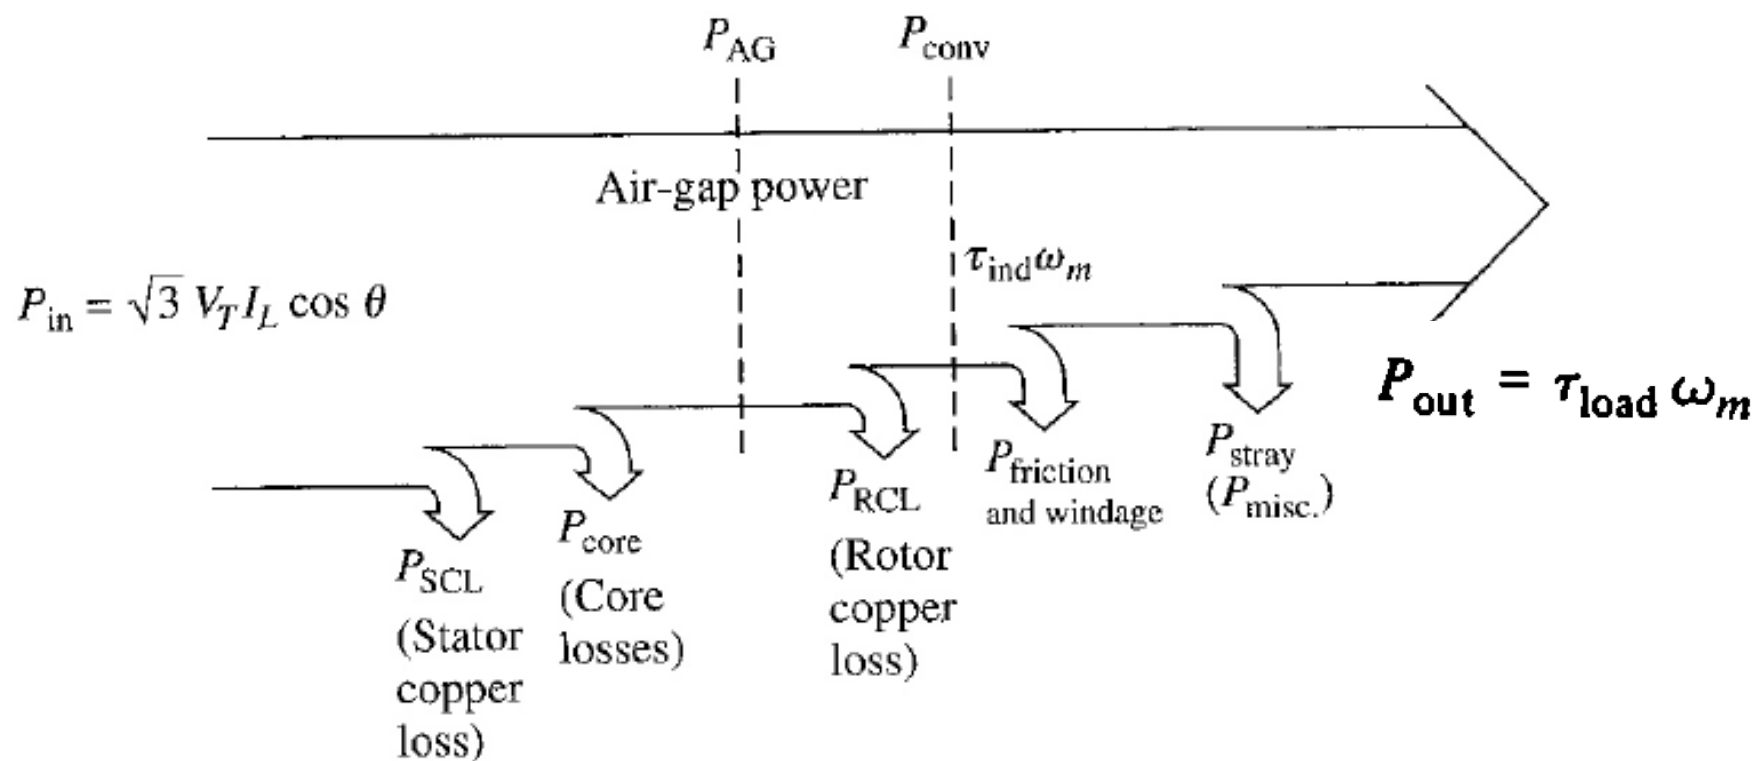 P_AG
P_conv
Air-gap power
τ_ind ω_m
P_in = √3 V_T I_L cos θ
P_out = τ_load ω_m
P_SCL
(Stator
copper
loss)
P_core
(Core
losses)
P_RCL
(Rotor
copper
loss)
P_friction
and windage
P_stray
(P_misc.)